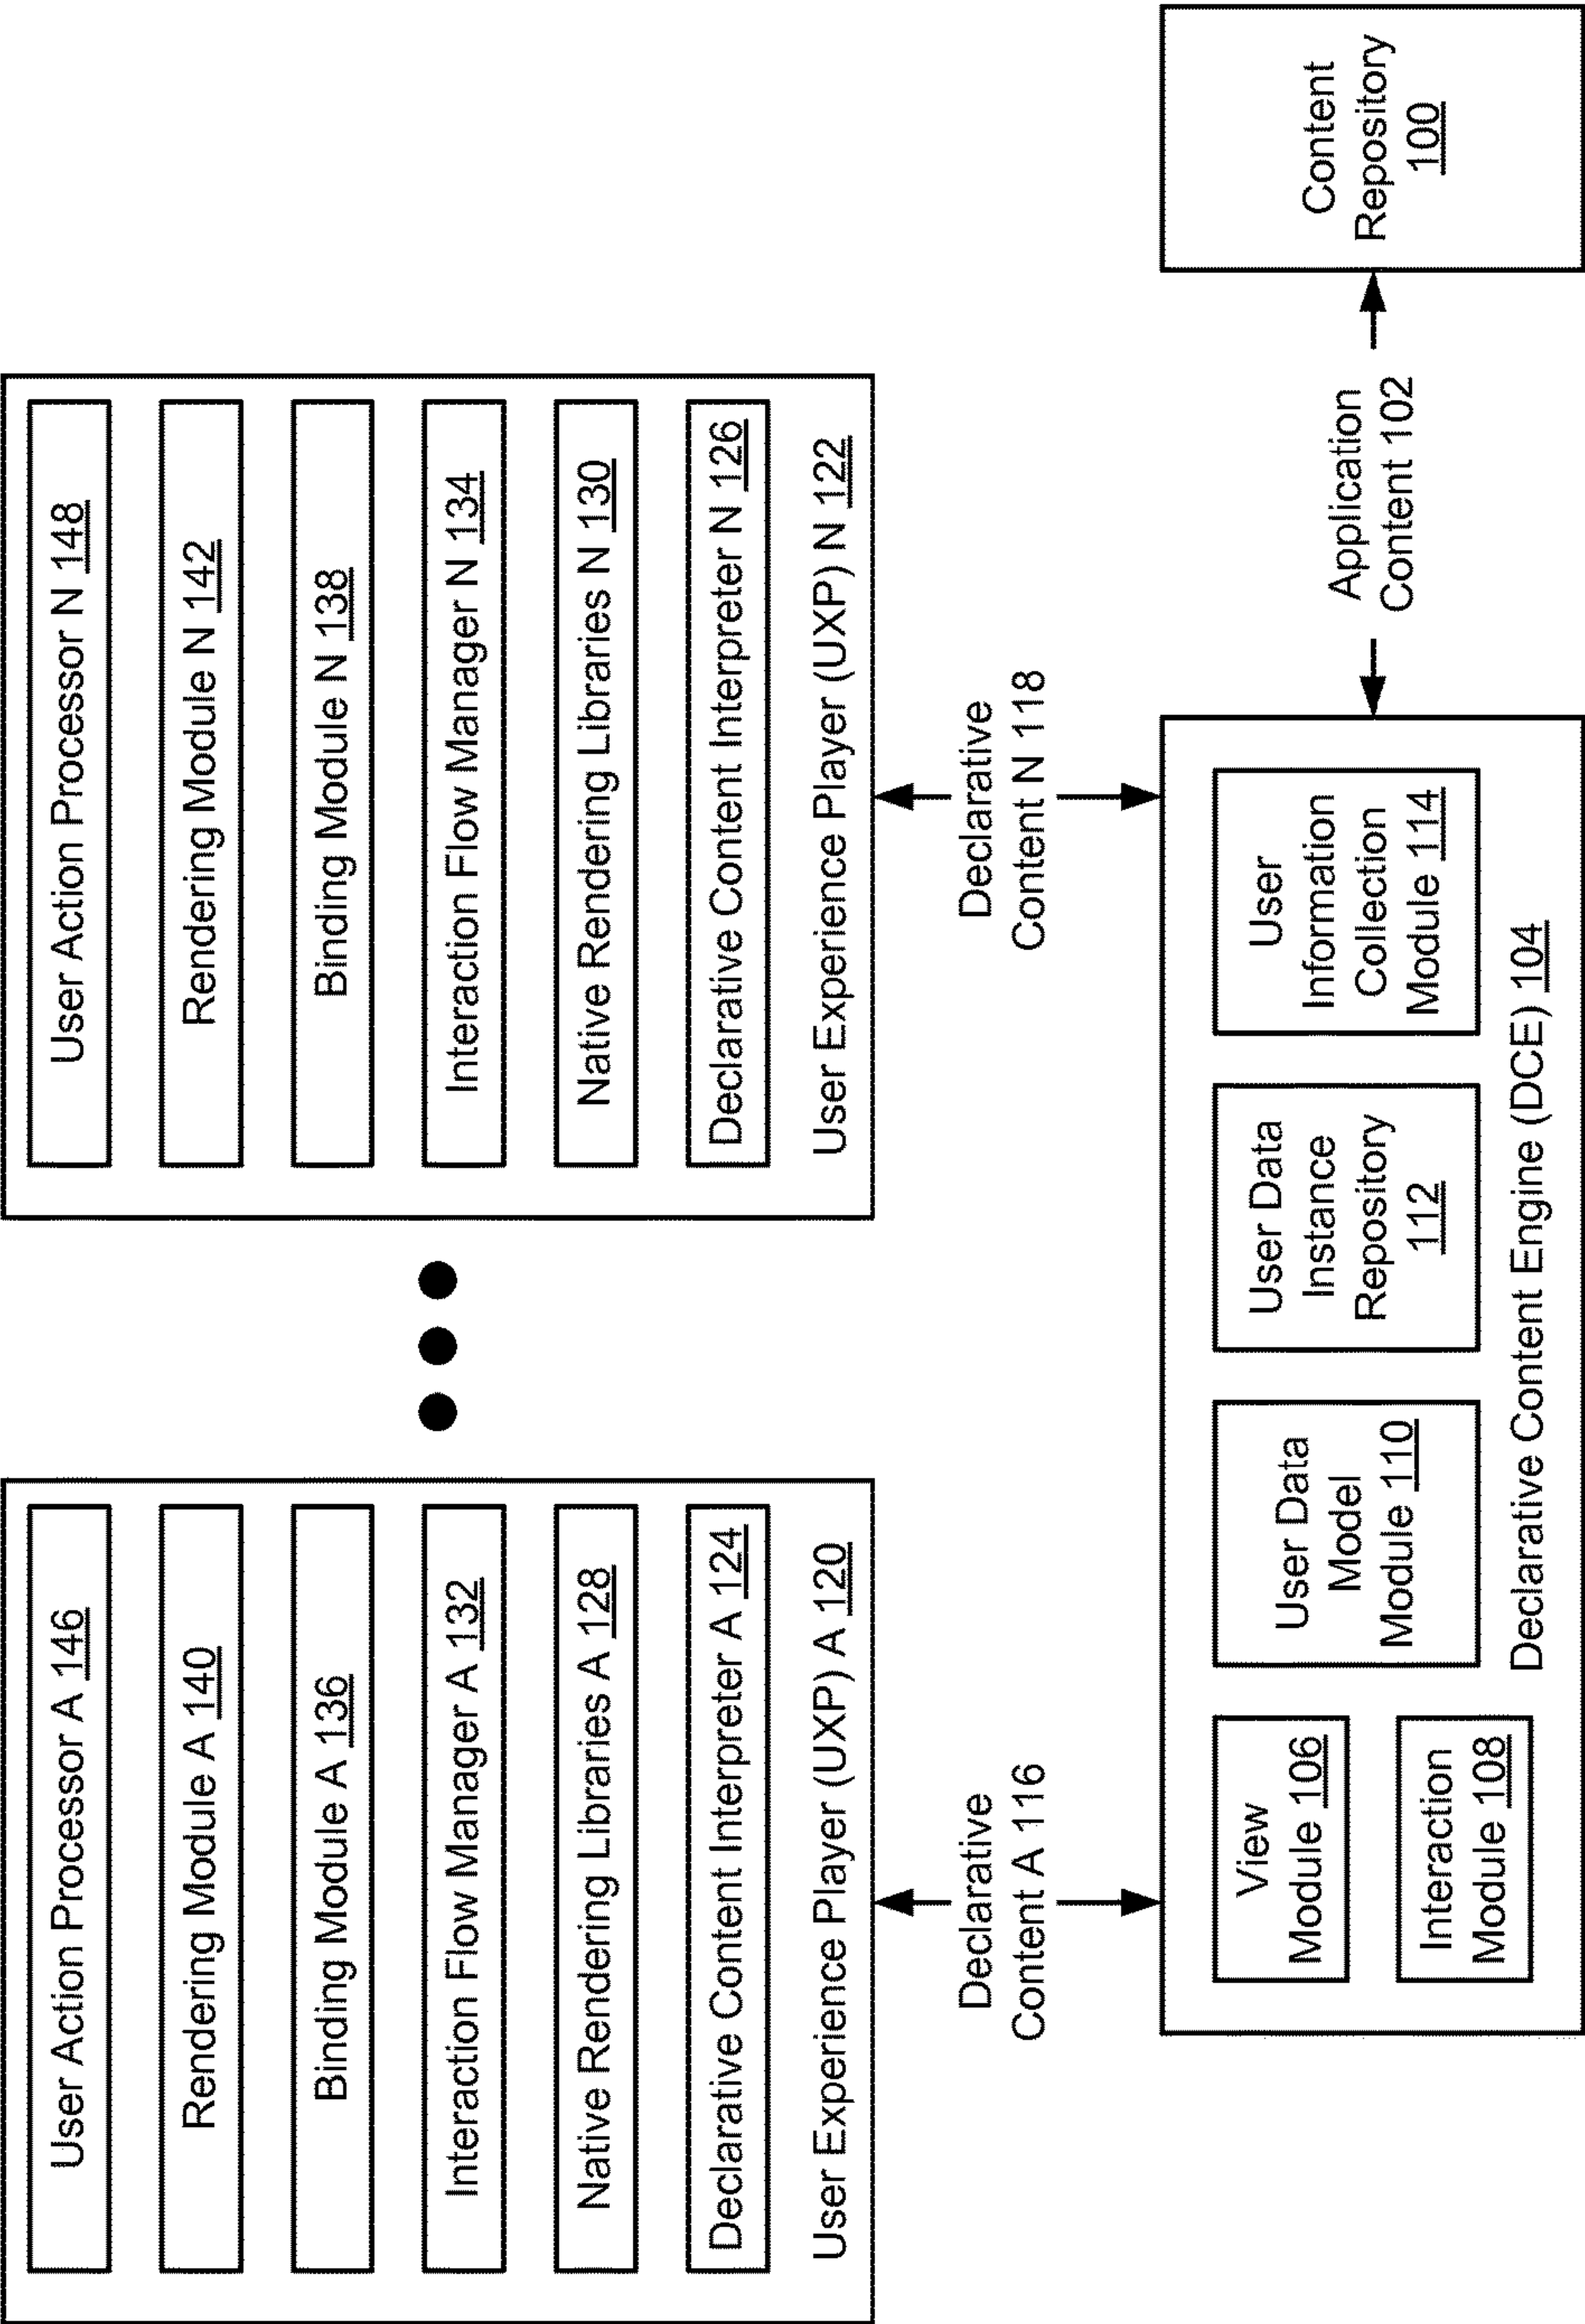 User Action Processor A 146
Rendering Module A 140
Binding Module A 136
Interaction Flow Manager A 132
Native Rendering Libraries A 128
Declarative Content Interpreter A 124
User Experience Player (UXP) A 120
User Action Processor N 148
Rendering Module N 142
Binding Module N 138
Interaction Flow Manager N 134
Native Rendering Libraries N 130
Declarative Content Interpreter N 126
User Experience Player (UXP) N 122
Declarative
Content A 116
Declarative
Content N 118
View
Module 106
Interaction
Module 108
User Data
Model
Module 110
User Data
Instance
Repository
112
User
Information
Collection
Module 114
Declarative Content Engine (DCE) 104
Application
Content 102
Content
Repository
100